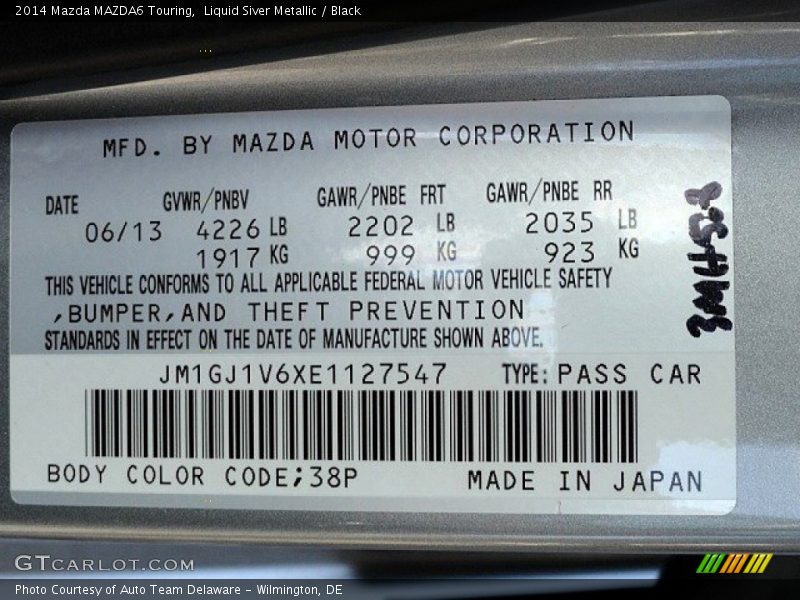 2014 Mazda MAZDA6 Touring,  Liquid Siver Metallic / Black
MFD. BY MAZDA MOTOR CORPORATION
DATE GVWR/PNBV GAWR/PNBE FRT GAWR/PNBE RR
06/13 4226 LB 2202 LB 2035 LB
1917 KG 999 KG 923 KG
THIS VEHICLE CONFORMS TO ALL APPLICABLE FEDERAL MOTOR VEHICLE SAFETY
,BUMPER,AND THEFT PREVENTION
STANDARDS IN EFFECT ON THE DATE OF MANUFACTURE SHOWN ABOVE.
JM1GJ1V6XE1127547 TYPE: PASS CAR
BODY COLOR CODE;38P MADE IN JAPAN
GTCARLOT.COM
Photo Courtesy of Auto Team Delaware - Wilmington, DE